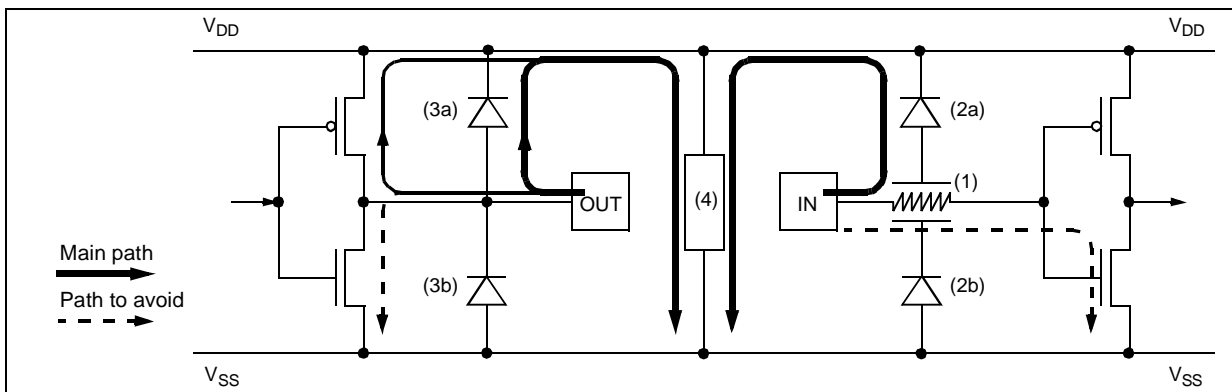 VDD VDD
(3a) (2a)
(1)
OUT (4) IN
Main path
(3b) (2b)
Path to avoid
VSS VSS